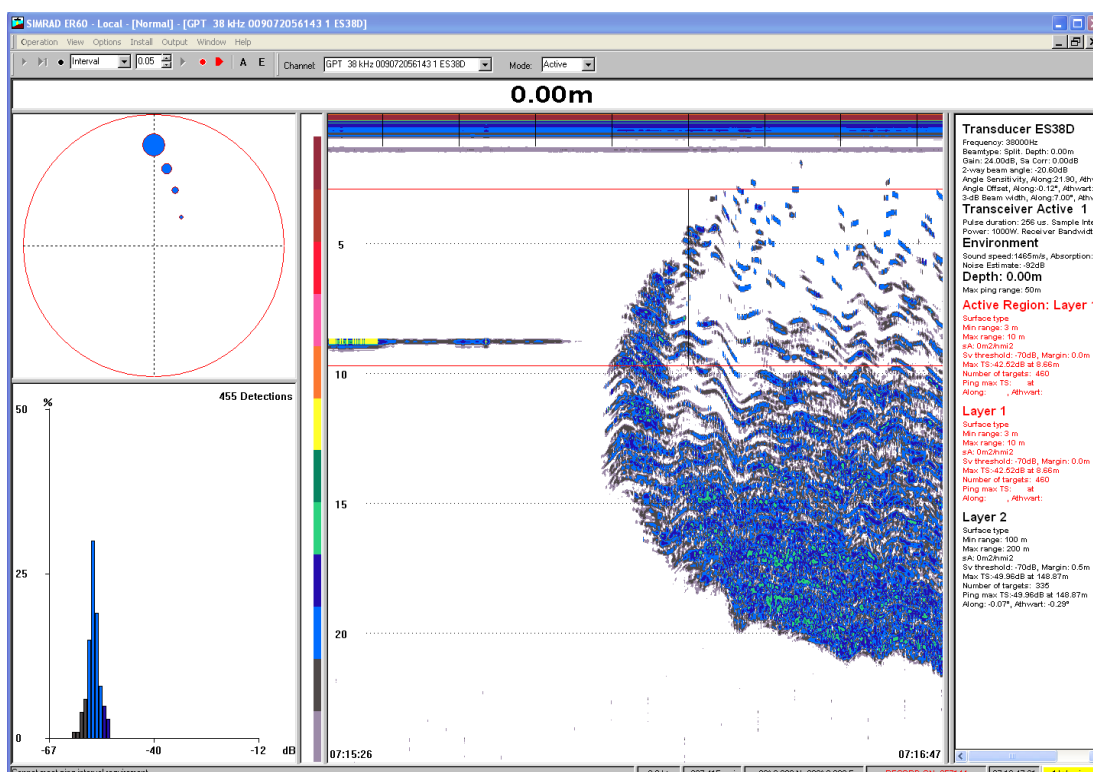 SIMRAD ER60 - Local - [Normal] - [GPT 38 kHz 009072056143 1 ES38D]
Operation View Options Install Output Window Help
Interval 0.05 A E Channel: GPT 38 kHz 009072056143 1 ES38D Mode: Active
0.00m
455 Detections
50
%
25
0
-67
-40
-12
dB
5
10
15
20
07:15:26
07:16:47
Transducer ES38D
Frequency: 38000Hz
Beamtype: Split. Depth: 0.00m
Gain: 24.00dB, Sa Corr: 0.00dB
2-way beam angle: -20.60dB
Angle Sensitivity, Along:21.90, Athw
Angle Offset, Along:-0.12°, Athwart:
3-dB Beam width, Along:7.00°, Athw
Transceiver Active 1
Pulse duration: 256 us. Sample Inte
Power: 1000W. Receiver Bandwidt
Environment
Sound speed:1465m/s, Absorption:
Noise Estimate: -92dB
Depth: 0.00m
Max ping range: 50m
Active Region: Layer 1
Surface type
Min range: 3 m
Max range: 10 m
sA: 0m2/nmi2
Sv threshold: -70dB, Margin: 0.0m
Max TS:-42.52dB at 8.66m
Number of targets: 460
Ping max TS: at
Along: , Athwart:
Layer 1
Surface type
Min range: 3 m
Max range: 10 m
sA: 0m2/nmi2
Sv threshold: -70dB, Margin: 0.0m
Max TS:-42.52dB at 8.66m
Number of targets: 460
Ping max TS: at
Along: , Athwart:
Layer 2
Surface type
Min range: 100 m
Max range: 200 m
sA: 0m2/nmi2
Sv threshold: -70dB, Margin: 0.5m
Max TS:-49.96dB at 148.87m
Number of targets: 335
Ping max TS:-49.96dB at 148.87m
Along: -0.07°, Athwart: -0.29°